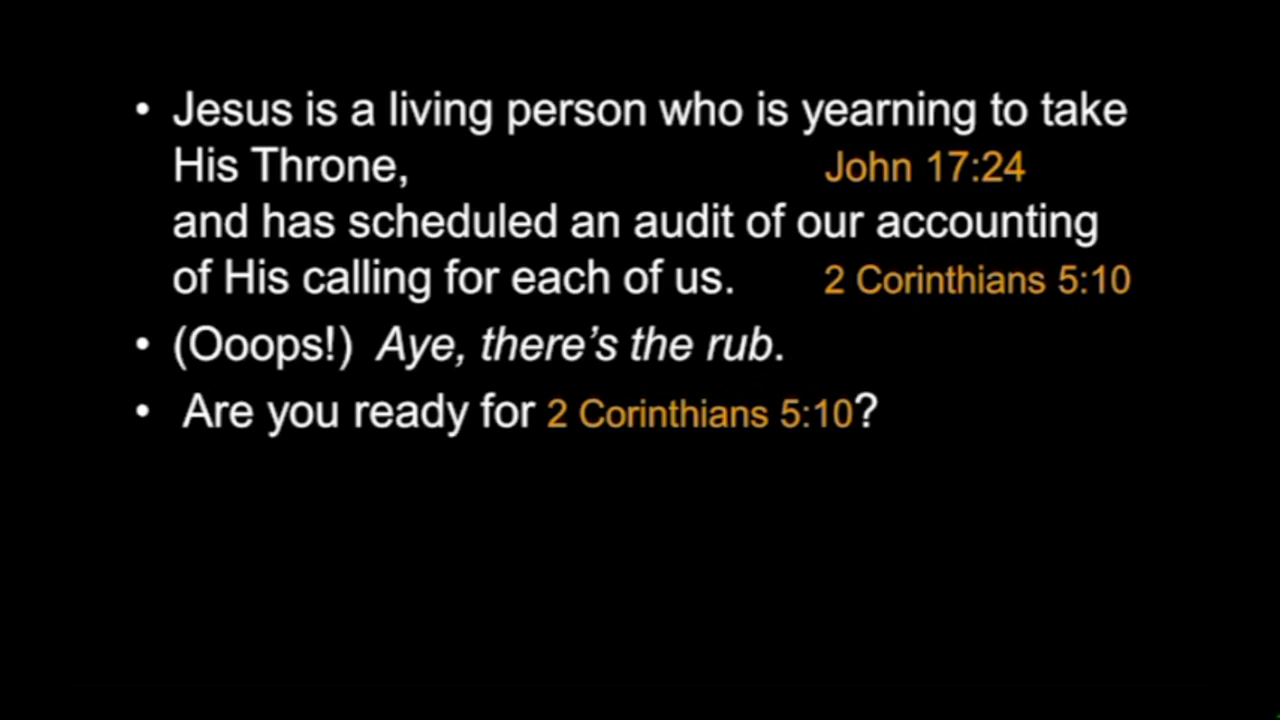 • Jesus is a living person who is yearning to take
His Throne, John 17:24
and has scheduled an audit of our accounting
of His calling for each of us. 2 Corinthians 5:10
• (Ooops!) Aye, there’s the rub.
• Are you ready for 2 Corinthians 5:10?